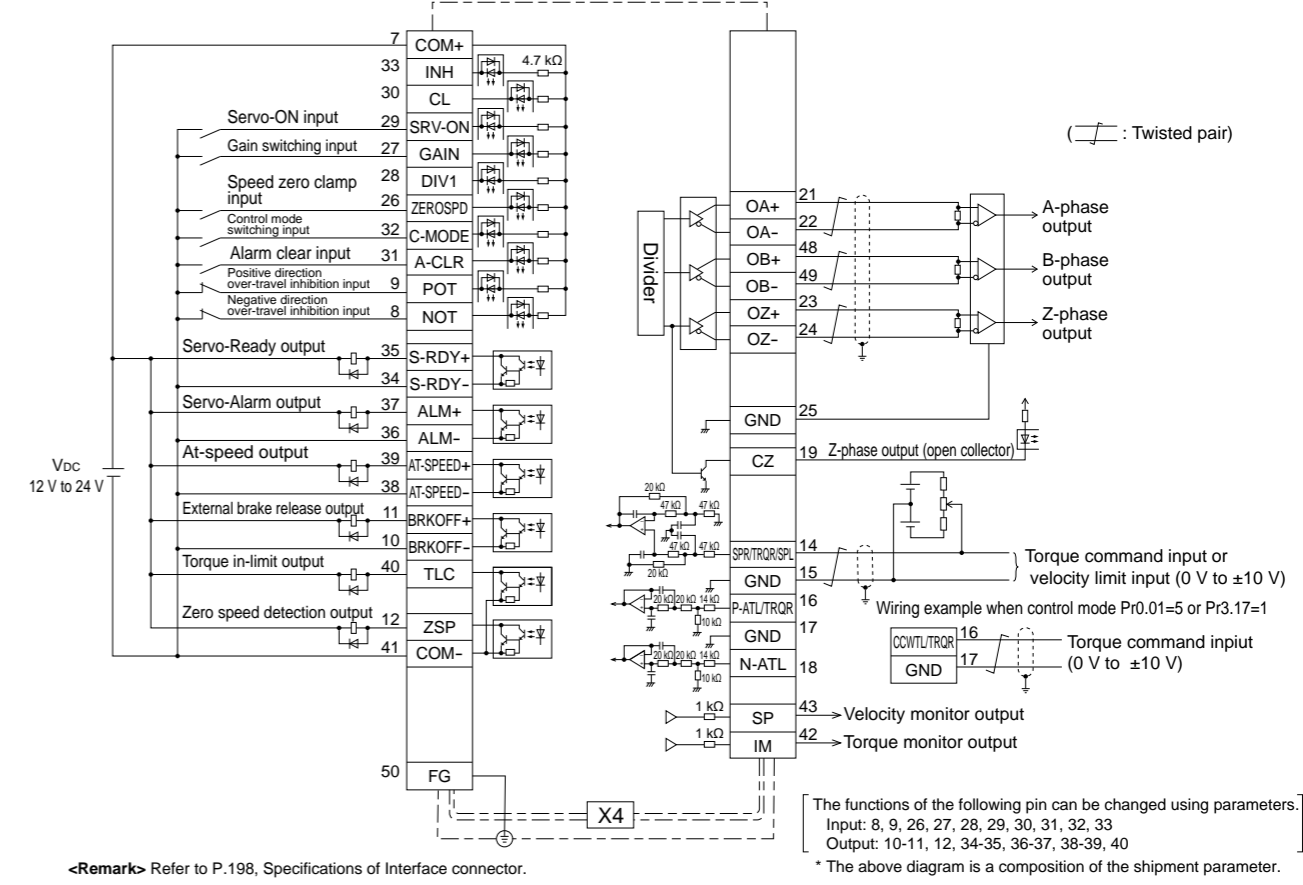 7 COM+
33 INH 4.7 kΩ
30 CL
Servo-ON input 29 SRV-ON
Gain switching input 27 GAIN
28 DIV1
Speed zero clamp
input 26 ZEROSPD
Control mode
switching input 32 C-MODE
Alarm clear input 31 A-CLR
Positive direction
over-travel inhibition input 9 POT
Negative direction
over-travel inhibition input 8 NOT
Servo-Ready output 35 S-RDY+
34 S-RDY-
Servo-Alarm output 37 ALM+
36 ALM-
At-speed output 39 AT-SPEED+
38 AT-SPEED-
External brake release output 11 BRKOFF+
10 BRKOFF-
Torque in-limit output 40 TLC
Zero speed detection output 12 ZSP
41 COM-
50 FG
VDC
12 V to 24 V
X4
( : Twisted pair)
Divider
OA+ 21
OA- 22
A-phase
output
OB+ 48
OB- 49
B-phase
output
OZ+ 23
OZ- 24
Z-phase
output
GND 25
CZ 19 Z-phase output (open collector)
20 kΩ
47 kΩ 47 kΩ
47 kΩ 47 kΩ
20 kΩ
SPR/TRQR/SPL 14
GND 15
Torque command input or
velocity limit input (0 V to ±10 V)
20 kΩ 20 kΩ 14 kΩ
10 kΩ
P-ATL/TRQR 16
GND 17
20 kΩ 20 kΩ 14 kΩ
10 kΩ
N-ATL 18
Wiring example when control mode Pr0.01=5 or Pr3.17=1
CCWTL/TRQR 16
GND 17
Torque command inpiut
(0 V to ±10 V)
1 kΩ SP 43 Velocity monitor output
1 kΩ IM 42 Torque monitor output
The functions of the following pin can be changed using parameters.
Input: 8, 9, 26, 27, 28, 29, 30, 31, 32, 33
Output: 10-11, 12, 34-35, 36-37, 38-39, 40
* The above diagram is a composition of the shipment parameter.
<Remark> Refer to P.198, Specifications of Interface connector.